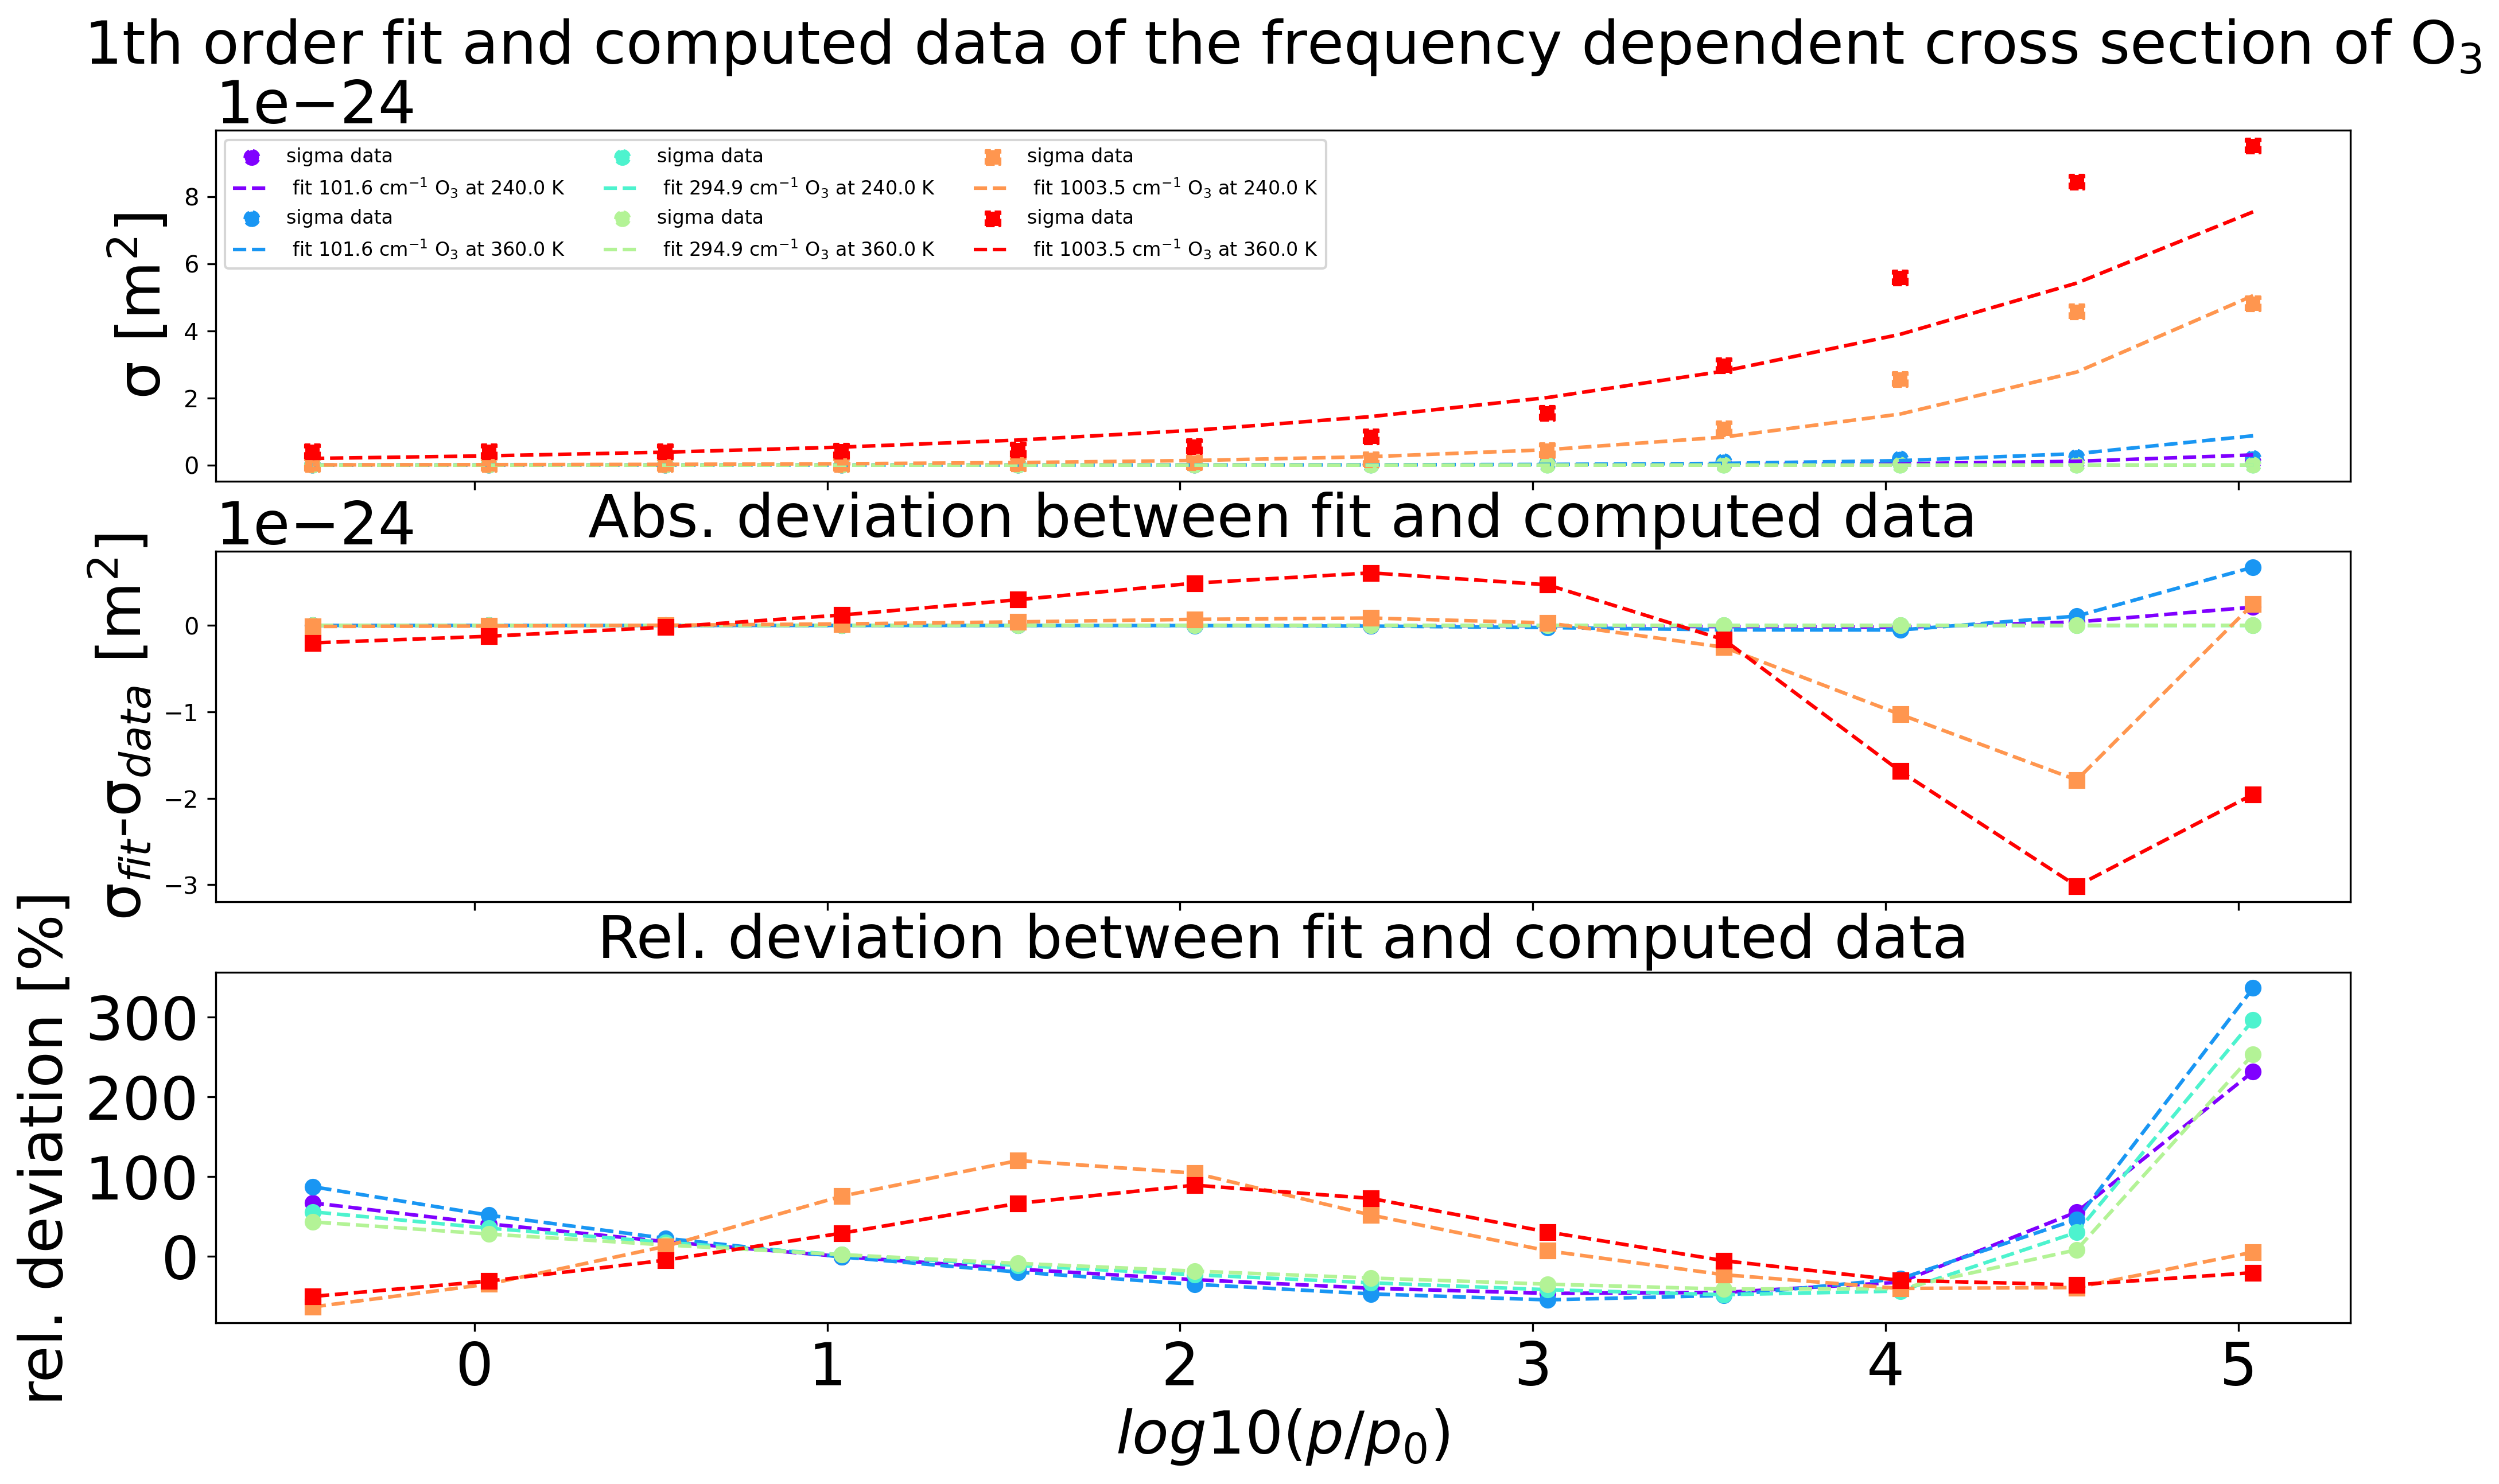 1th order fit and computed data of the frequency dependent cross section of O₃
1e−24
σ [m²]
8
6
4
2
0
sigma data
fit 101.6 cm⁻¹ O₃ at 240.0 K
sigma data
fit 101.6 cm⁻¹ O₃ at 360.0 K
sigma data
fit 294.9 cm⁻¹ O₃ at 240.0 K
sigma data
fit 294.9 cm⁻¹ O₃ at 360.0 K
sigma data
fit 1003.5 cm⁻¹ O₃ at 240.0 K
sigma data
fit 1003.5 cm⁻¹ O₃ at 360.0 K
Abs. deviation between fit and computed data
1e−24
σfit-σdata [m²]
0
−1
−2
−3
Rel. deviation between fit and computed data
rel. deviation [%]
300
200
100
0
0 1 2 3 4 5
log10(p/p₀)